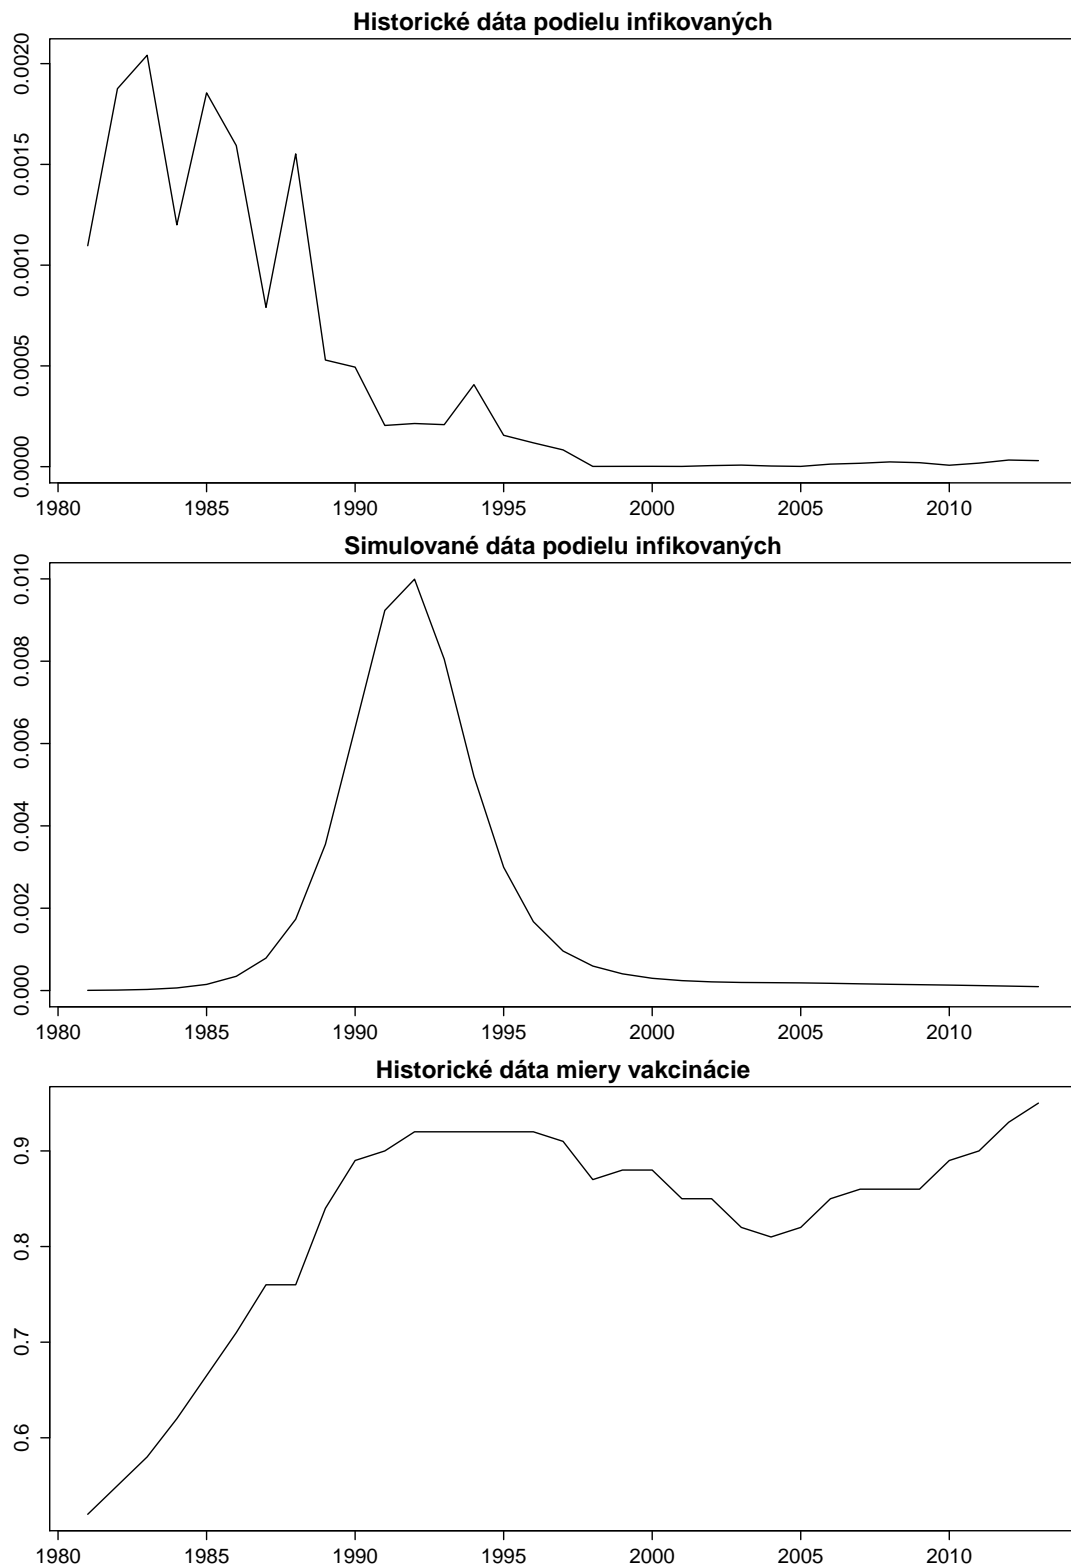 Historické dáta podielu infikovaných
0.0020
0.0015
0.0010
0.0005
0.0000
1980 1985 1990 1995 2000 2005 2010
Simulované dáta podielu infikovaných
0.010
0.008
0.006
0.004
0.002
0.000
1980 1985 1990 1995 2000 2005 2010
Historické dáta miery vakcinácie
0.9
0.8
0.7
0.6
1980 1985 1990 1995 2000 2005 2010